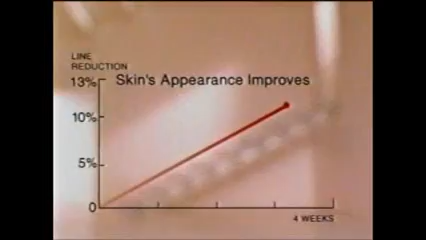 LINE
REDUCTION
13% Skin's Appearance Improves
10%
5%
0
4 WEEKS